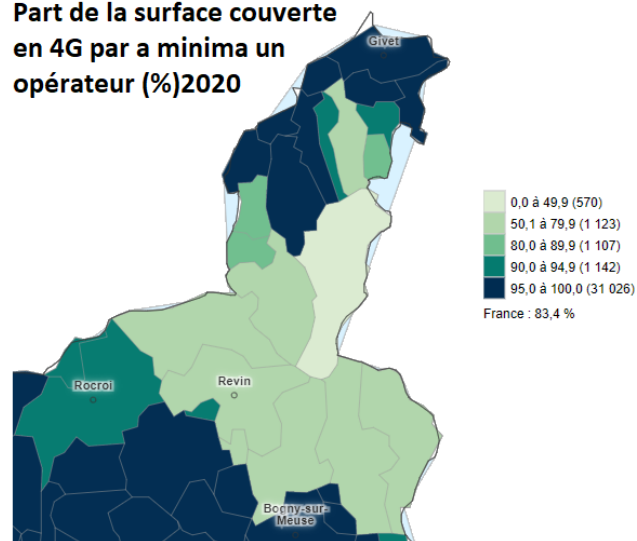 Part de la surface couverte
en 4G par a minima un
opérateur (%)2020
Givet
0,0 à 49,9 (570)
50,1 à 79,9 (1 123)
80,0 à 89,9 (1 107)
90,0 à 94,9 (1 142)
95,0 à 100,0 (31 026)
France : 83,4 %
Rocroi
Revin
Bogny-sur-
Meuse